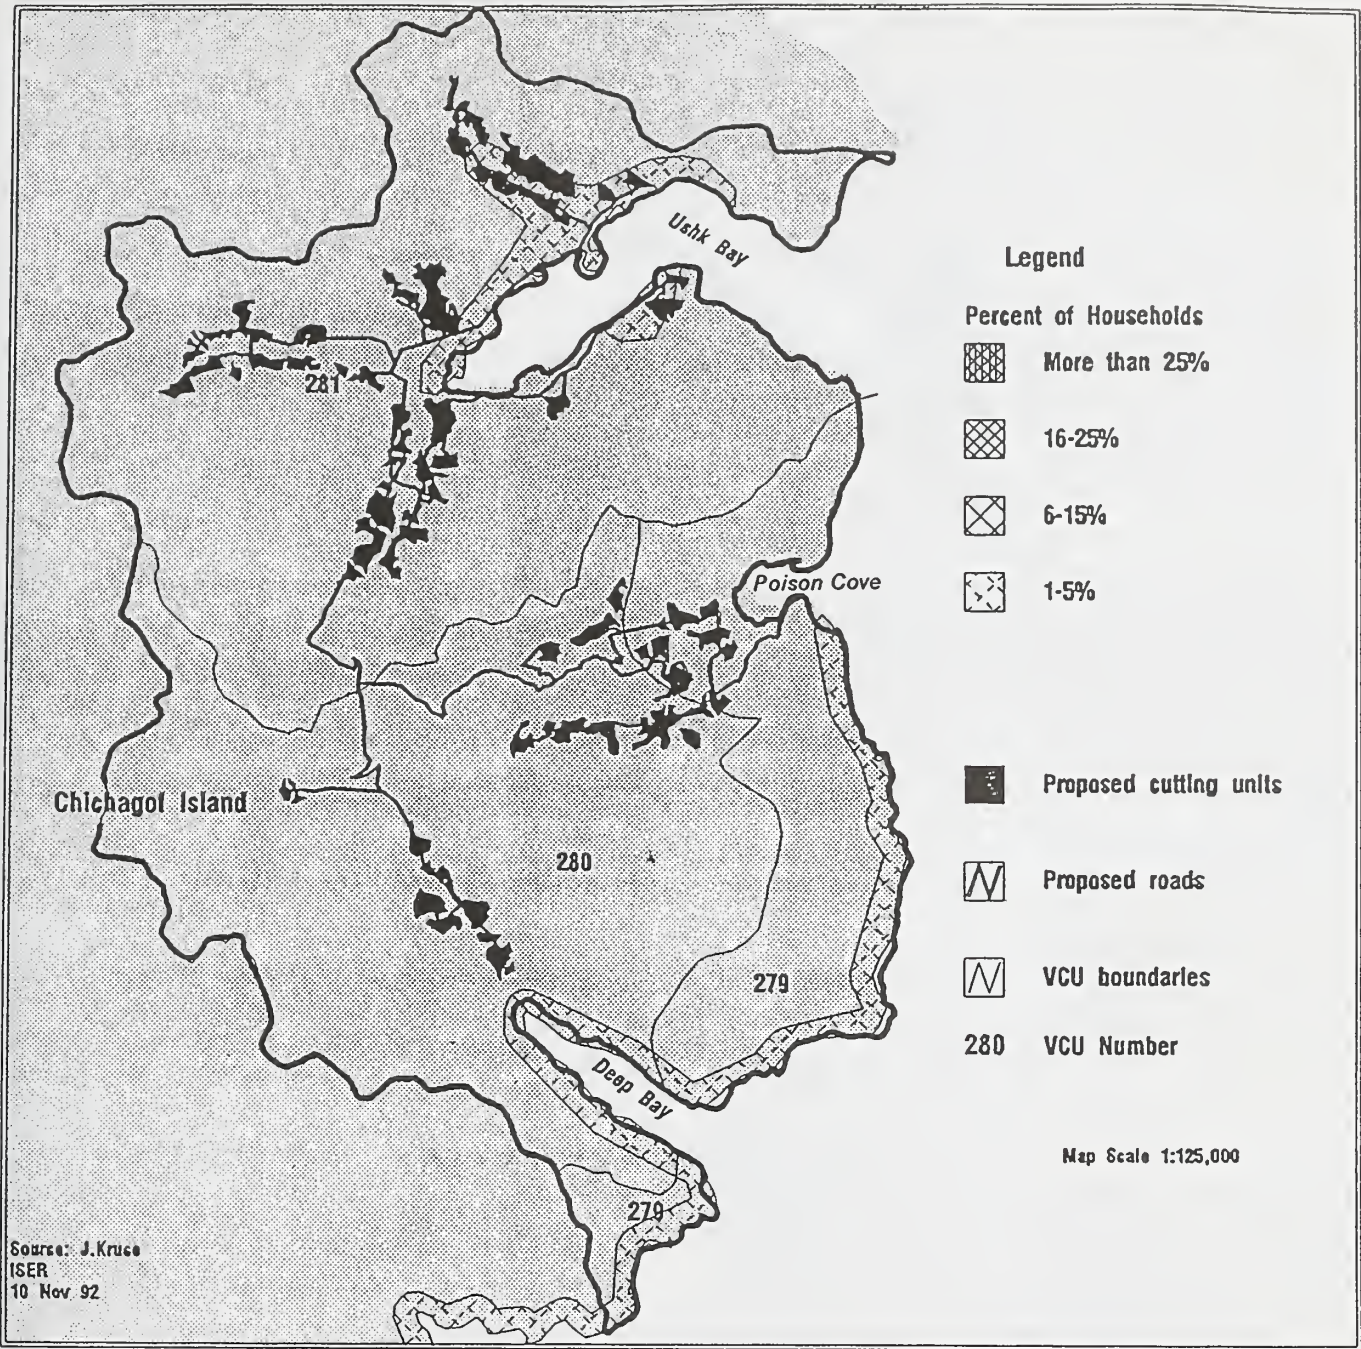 Ushk Bay
Legend
Percent of Households
More than 25%
16-25%
6-15%
1-5%
281
Poison Cove
Proposed cutting units
Chichagof Island
280
Proposed roads
279
VCU boundaries
280 VCU Number
Deep Bay
Map Scale 1:125,000
279
Source: J.Kruse
ISER
10 Nov 92